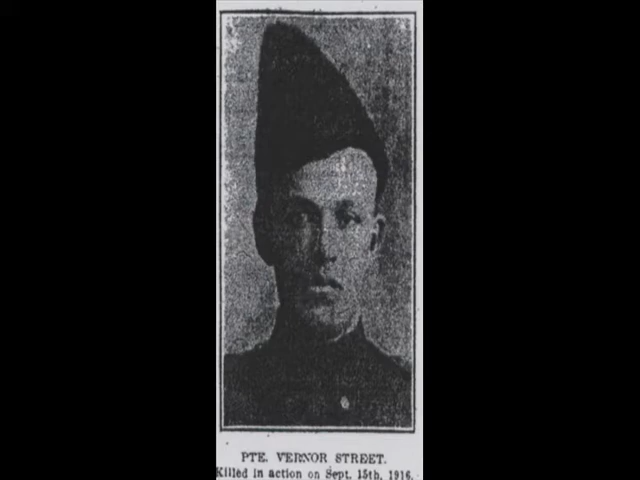 PTE. VERNOR STREET.
Killed in action on Sept. 15th, 1916.